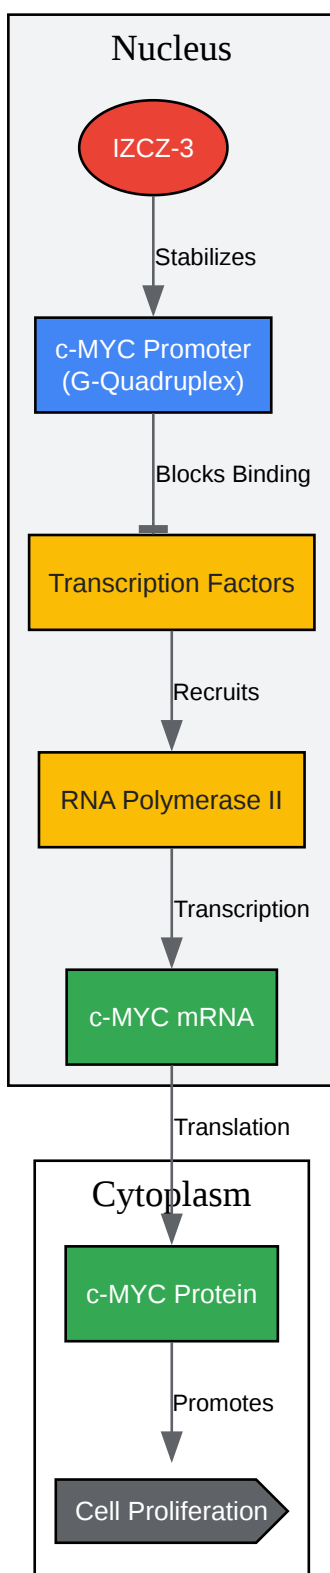 Nucleus
IZCZ-3
Stabilizes
c-MYC Promoter
(G-Quadruplex)
Blocks Binding
Transcription Factors
Recruits
RNA Polymerase II
Transcription
c-MYC mRNA
Translation
Cytoplasm
c-MYC Protein
Promotes
Cell Proliferation